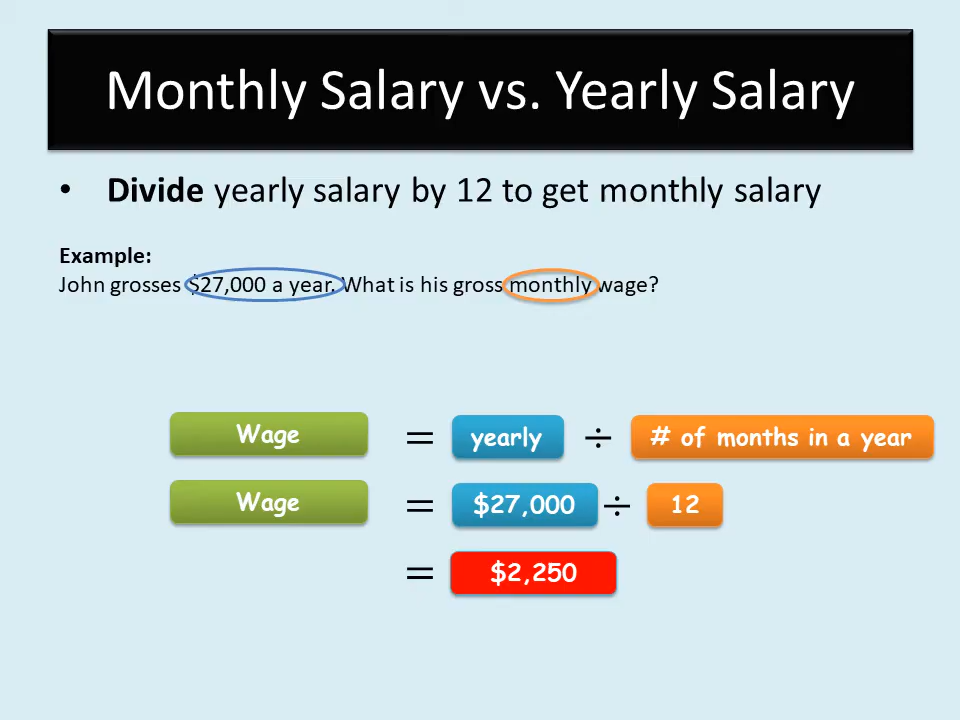 Monthly Salary vs. Yearly Salary
• Divide yearly salary by 12 to get monthly salary
Example:
John grosses $27,000 a year. What is his gross monthly wage?
Wage = yearly ÷ # of months in a year
Wage = $27,000 ÷ 12
= $2,250